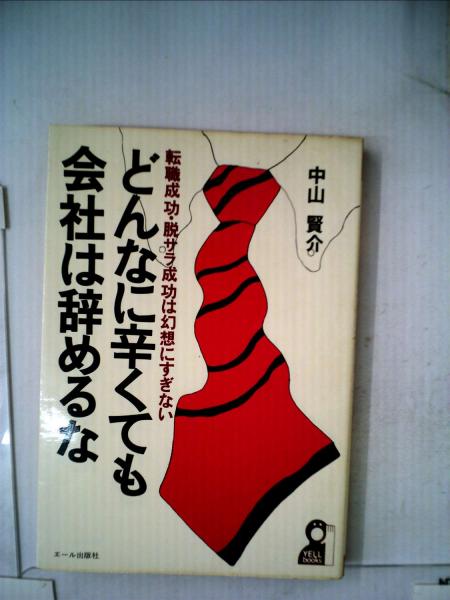 中山 賢介
転職成功・脱サラ成功は幻想にすぎない
どんなに辛くても
会社は辞めるな
YELL
books
エール出版社